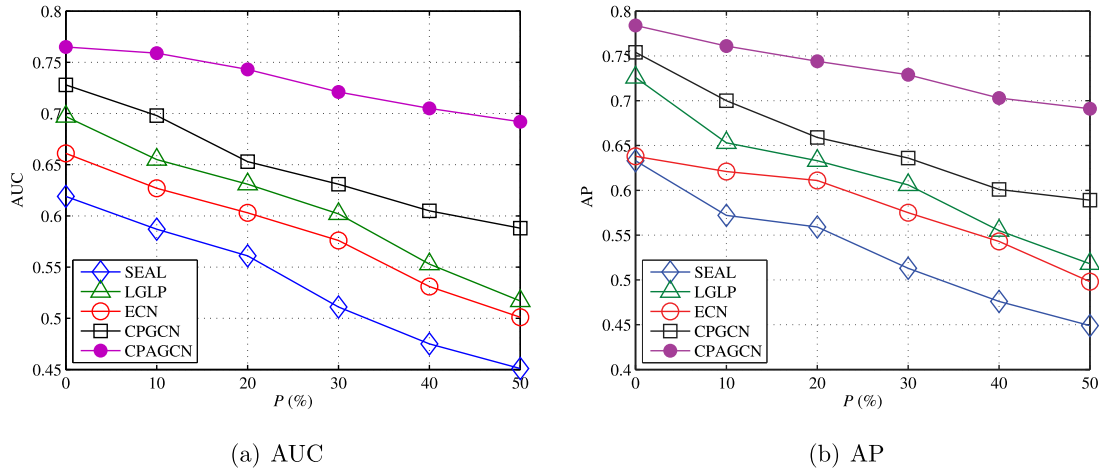 0.8
0.75
0.7
0.65
0.6
0.55
0.5
0.45
AUC
SEAL
LGLP
ECN
CPGCN
CPAGCN
0 10 20 30 40 50
P (%)
(a) AUC
0.8
0.75
0.7
0.65
0.6
0.55
0.5
0.45
0.4
AP
SEAL
LGLP
ECN
CPGCN
CPAGCN
0 10 20 30 40 50
P (%)
(b) AP